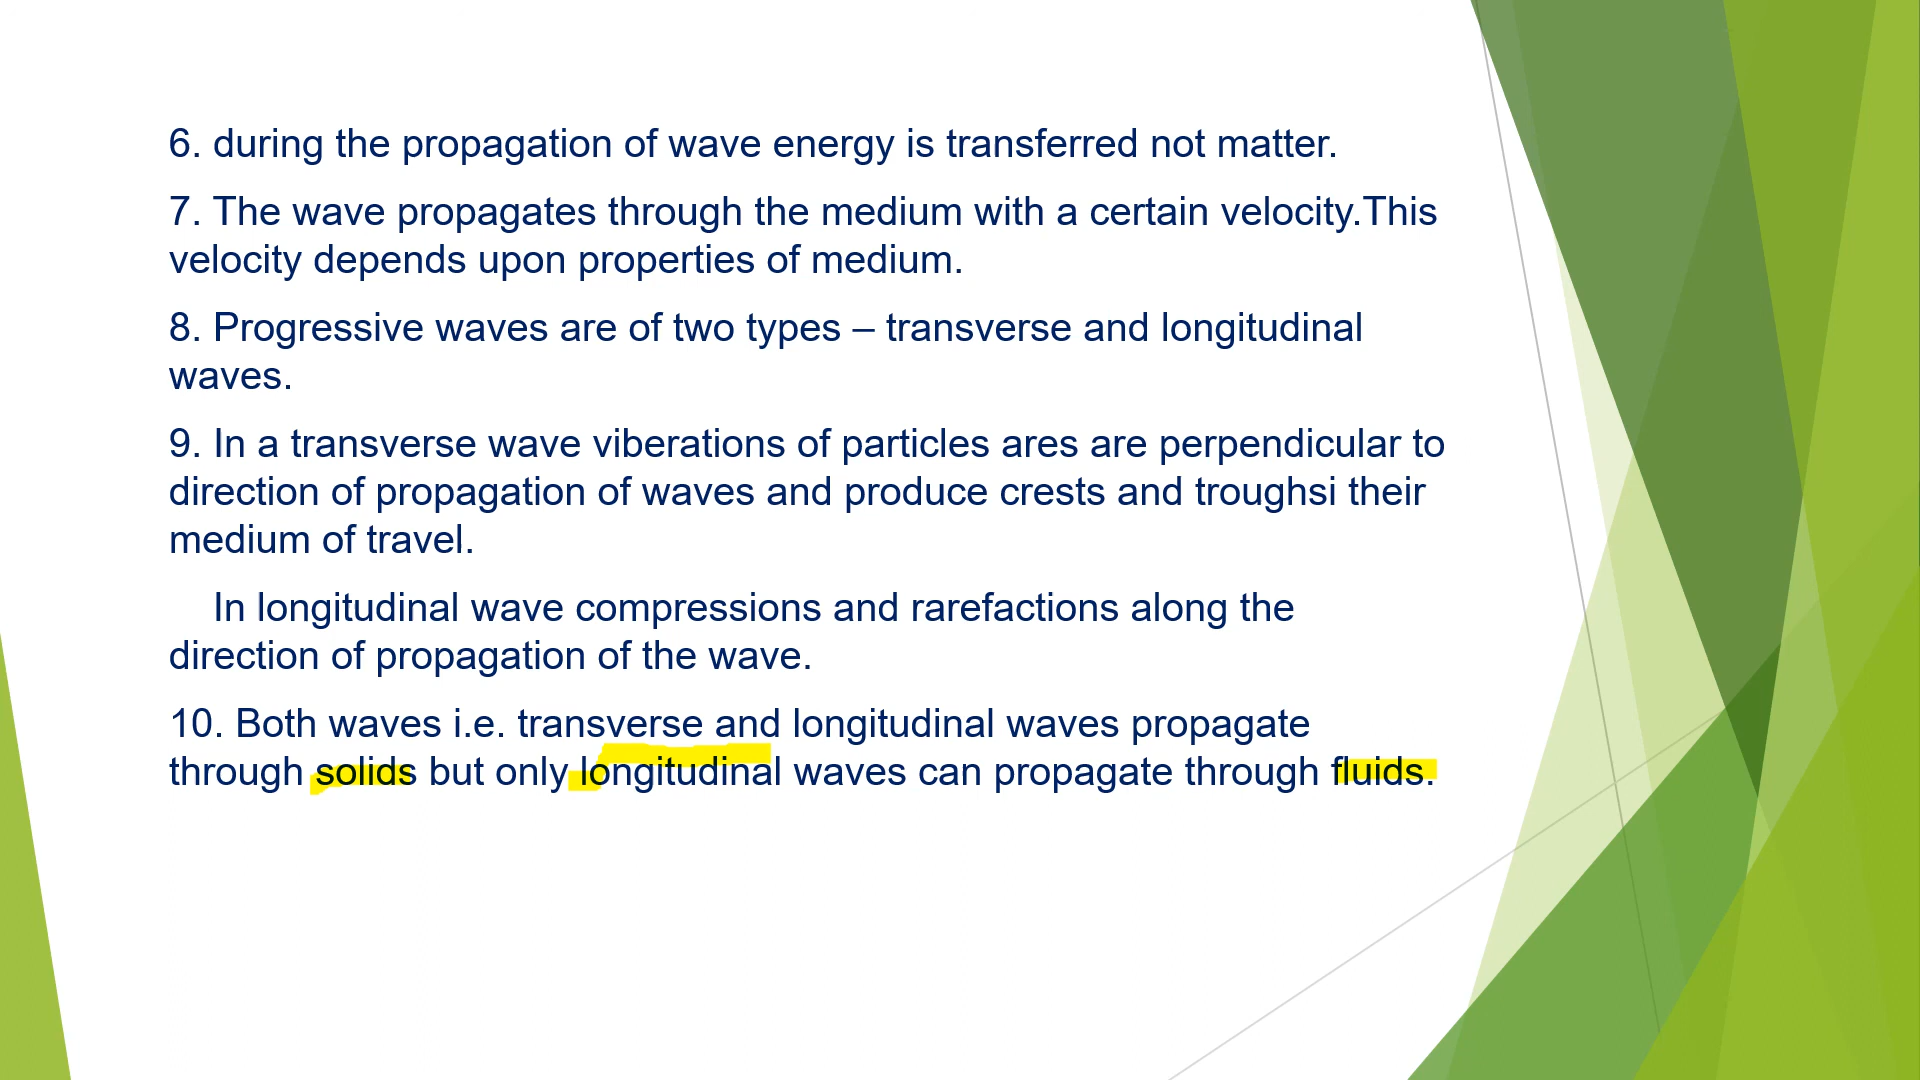 6. during the propagation of wave energy is transferred not matter.
7. The wave propagates through the medium with a certain velocity.This
velocity depends upon properties of medium.
8. Progressive waves are of two types – transverse and longitudinal
waves.
9. In a transverse wave viberations of particles ares are perpendicular to
direction of propagation of waves and produce crests and troughsi their
medium of travel.
In longitudinal wave compressions and rarefactions along the
direction of propagation of the wave.
10. Both waves i.e. transverse and longitudinal waves propagate
through solids but only longitudinal waves can propagate through fluids.